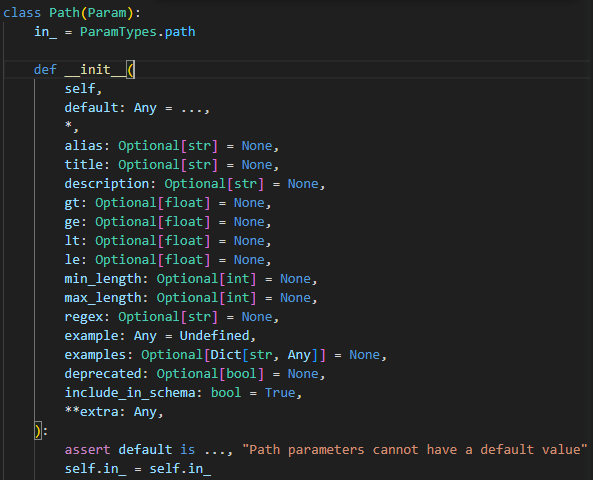 class Path(Param):
    in_ = ParamTypes.path

    def __init__(
        self,
        default: Any = ...,
        *,
        alias: Optional[str] = None,
        title: Optional[str] = None,
        description: Optional[str] = None,
        gt: Optional[float] = None,
        ge: Optional[float] = None,
        lt: Optional[float] = None,
        le: Optional[float] = None,
        min_length: Optional[int] = None,
        max_length: Optional[int] = None,
        regex: Optional[str] = None,
        example: Any = Undefined,
        examples: Optional[Dict[str, Any]] = None,
        deprecated: Optional[bool] = None,
        include_in_schema: bool = True,
        **extra: Any,
    ):
        assert default is ..., "Path parameters cannot have a default value"
        self.in_ = self.in_